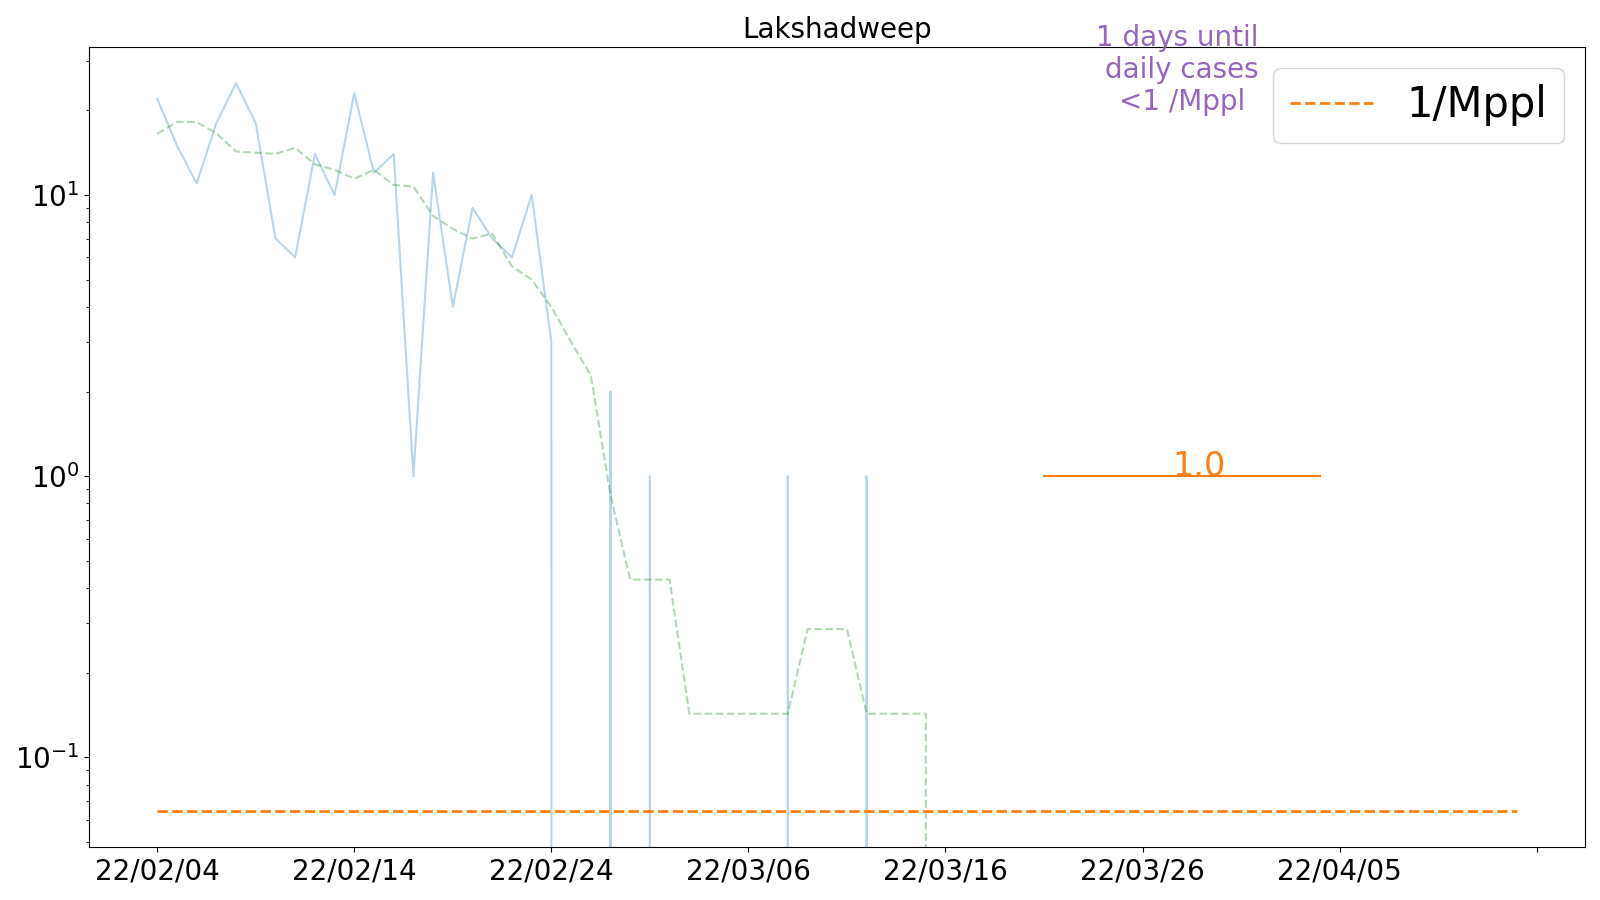 Lakshadweep
1 days until
daily cases
<1 /Mppl
1/Mppl
10¹
10⁰
10⁻¹
1.0
22/02/04 22/02/14 22/02/24 22/03/06 22/03/16 22/03/26 22/04/05